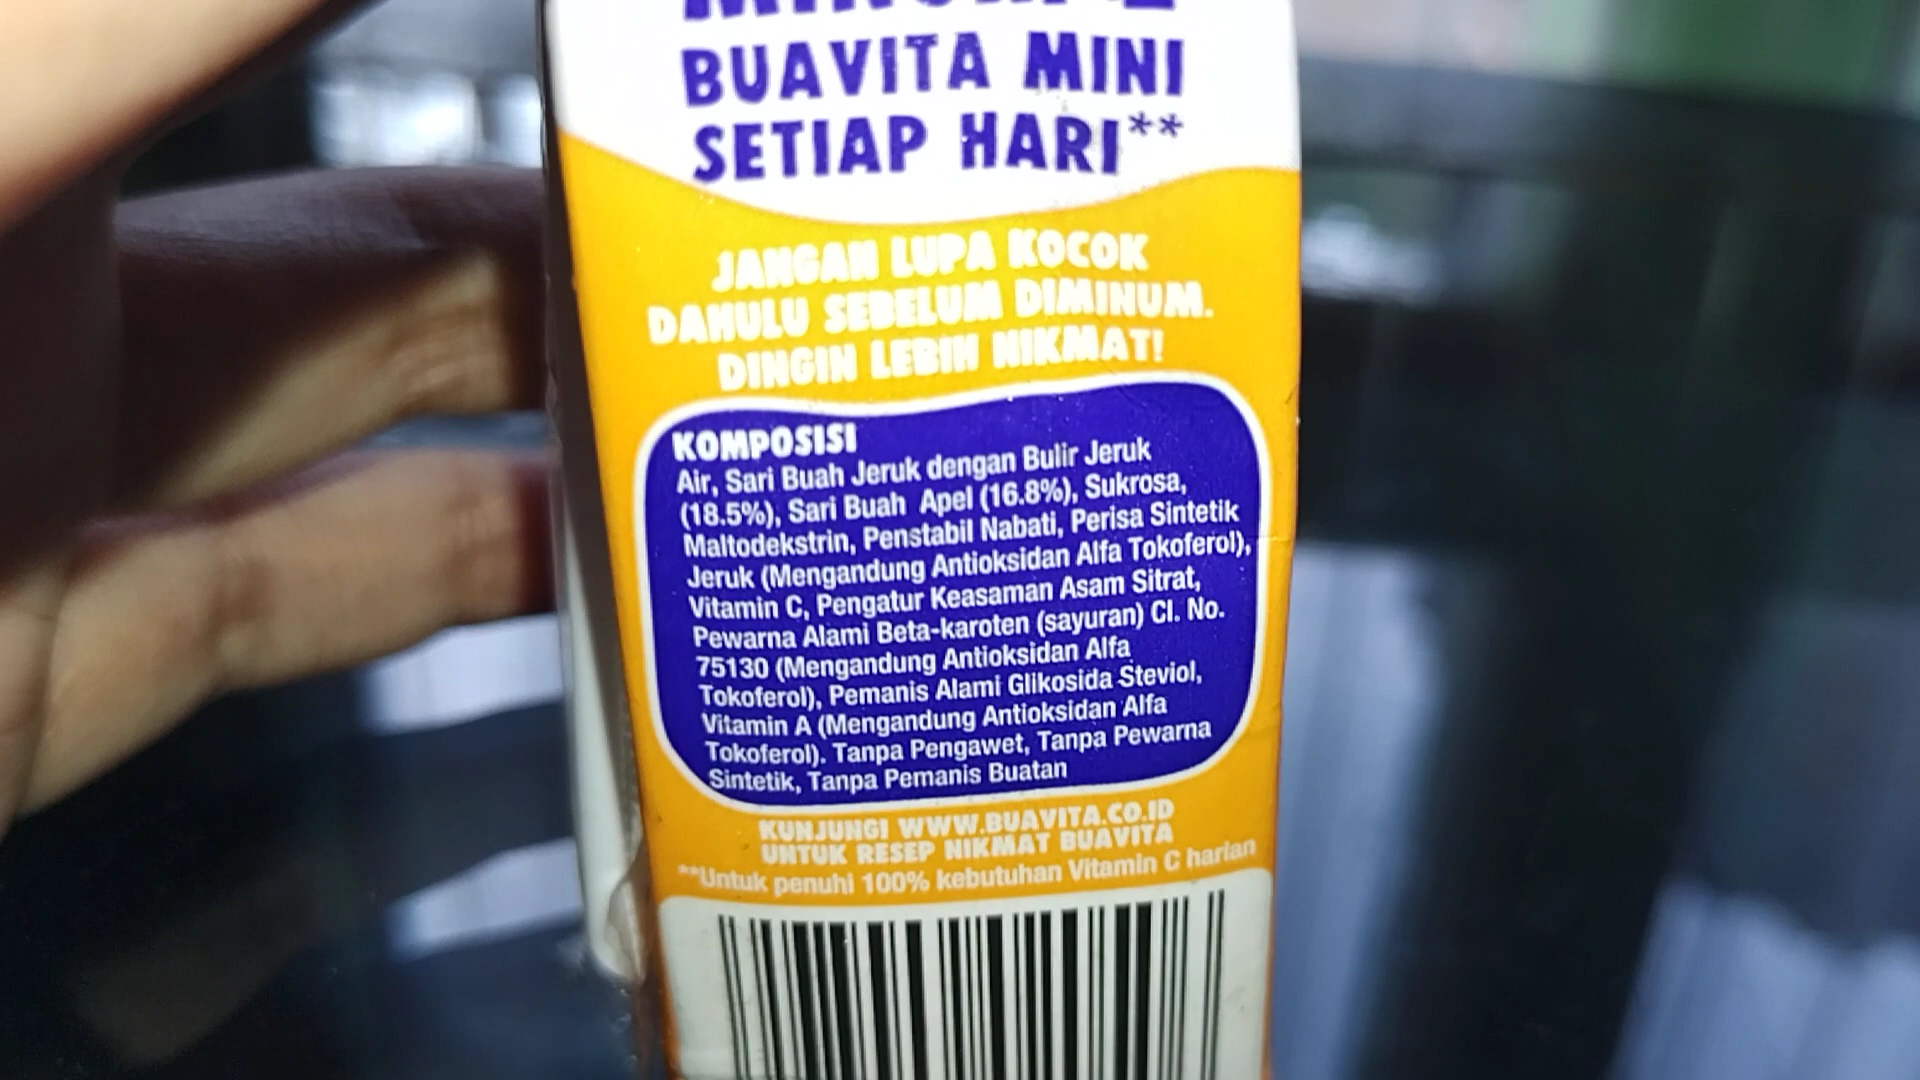 BUAVITA MINI
SETIAP HARI**
JANGAN LUPA KOCOK
DAHULU SEBELUM DIMINUM.
DINGIN LEBIH NIKMAT!
KOMPOSISI
Air, Sari Buah Jeruk dengan Bulir Jeruk
(18.5%), Sari Buah Apel (16.8%), Sukrosa,
Maltodekstrin, Penstabil Nabati, Perisa Sintetik
Jeruk (Mengandung Antioksidan Alfa Tokoferol),
Vitamin C, Pengatur Keasaman Asam Sitrat,
Pewarna Alami Beta-karoten (sayuran) CI. No.
75130 (Mengandung Antioksidan Alfa
Tokoferol), Pemanis Alami Glikosida Steviol,
Vitamin A (Mengandung Antioksidan Alfa
Tokoferol). Tanpa Pengawet, Tanpa Pewarna
Sintetik, Tanpa Pemanis Buatan
KUNJUNGI WWW.BUAVITA.CO.ID
UNTUK RESEP NIKMAT BUAVITA
**Untuk penuhi 100% kebutuhan Vitamin C harian